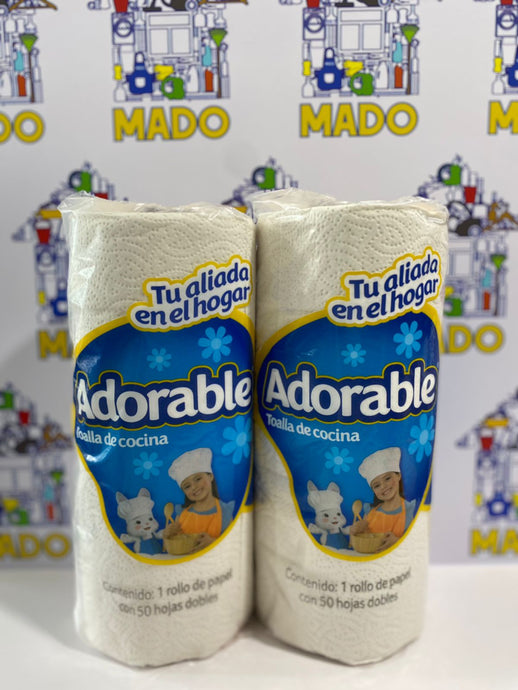 MADO
MADO
MADO
MADO
MADO
MADO
MADO
MADO
Tu aliada
en el hogar
Adorable
Toalla de cocina
Contenido: 1 rollo de papel
con 50 hojas dobles
Tu aliada
en el hogar
Adorable
Toalla de cocina
Contenido: 1 rollo de papel
con 50 hojas dobles